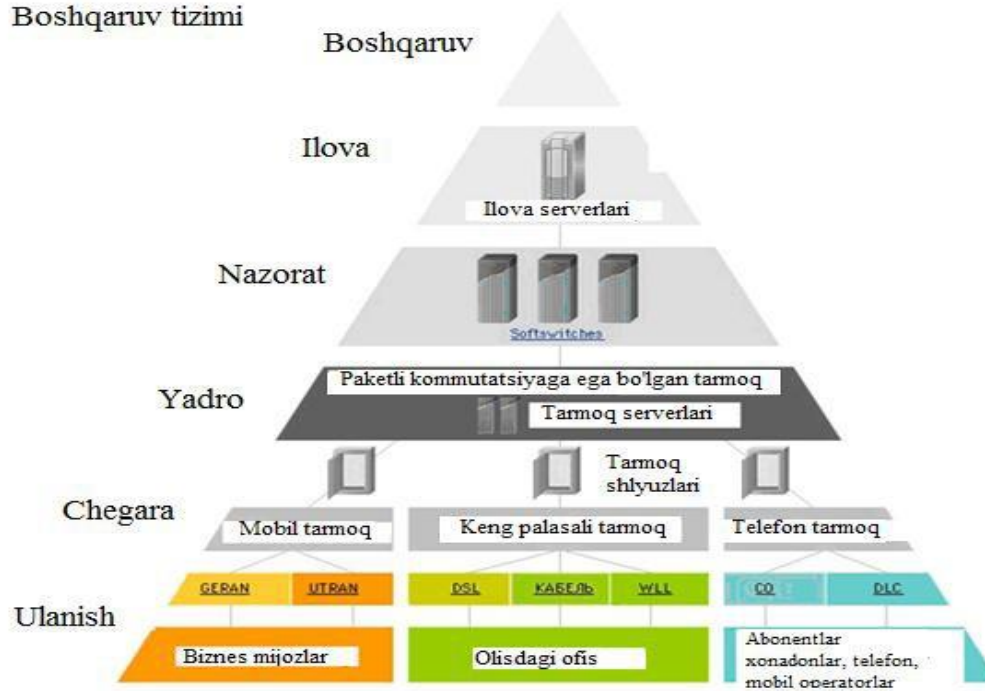 Boshqaruv tizimi
Boshqaruv
Ilova
Ilova serverlari
Nazorat
Softswitches
Paketli kommutatsiyaga ega bo'lgan tarmoq
Yadro
Tarmoq serverlari
Tarmoq
shlyuzlari
Chegara
Mobil tarmoq
Keng palasali tarmoq
Telefon tarmoq
GERAN
UTRAN
DSL
КАБЕЛЬ
WLL
CO
DLC
Ulanish
Biznes mijozlar
Olisdagi ofis
Abonentlar
xonadonlar, telefon,
mobil operatorlar